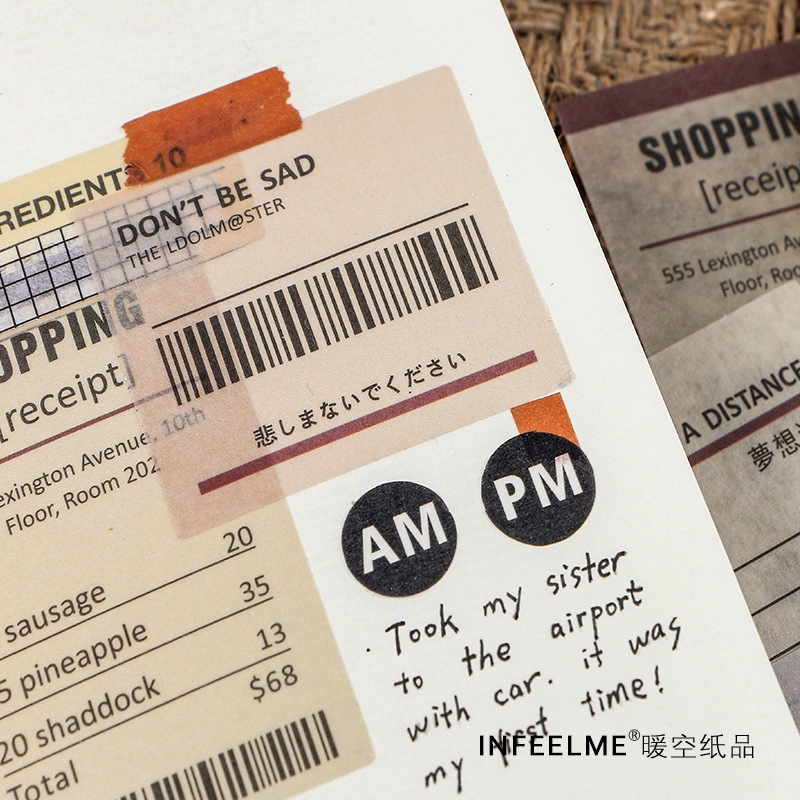 REDIENTS 10
DON'T BE SAD
THE LDOLM@STER
OPPING
[receipt]
exington Avenue, 10th
Floor, Room 202
悲しまないでください
20
sausage 35
5 pineapple 13
20 shaddock $68
Total
AM PM
Took my sister
to the airport
with car. it was
my first time!
SHOPPIN
[receip
555 Lexington Av
Floor, Roo
A DISTANCE
夢想
INFEELME®暖空纸品